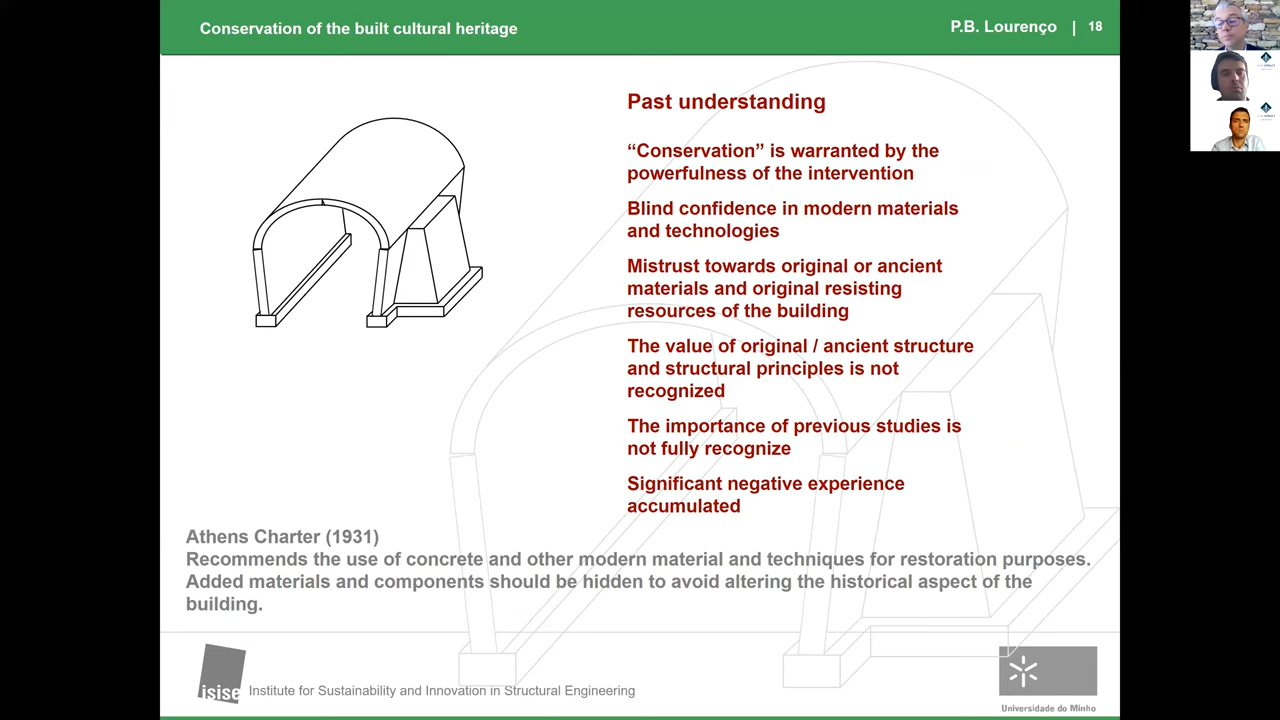 Conservation of the built cultural heritage
P.B. Lourenço | 18
Past understanding
“Conservation” is warranted by the
powerfulness of the intervention
Blind confidence in modern materials
and technologies
Mistrust towards original or ancient
materials and original resisting
resources of the building
The value of original / ancient structure
and structural principles is not
recognized
The importance of previous studies is
not fully recognize
Significant negative experience
accumulated
Athens Charter (1931)
Recommends the use of concrete and other modern material and techniques for restoration purposes.
Added materials and components should be hidden to avoid altering the historical aspect of the
building.
isise Institute for Sustainability and Innovation in Structural Engineering
Universidade do Minho